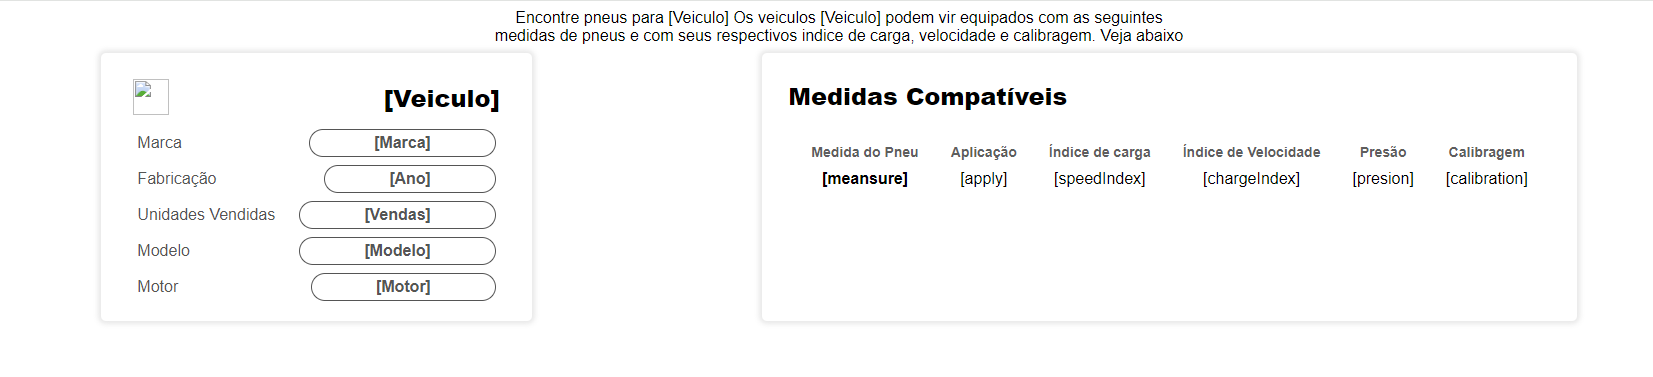 Encontre pneus para [Veiculo] Os veiculos [Veiculo] podem vir equipados com as seguintes
medidas de pneus e com seus respectivos indice de carga, velocidade e calibragem. Veja abaixo
[Veiculo]
Marca [Marca]
Fabricação [Ano]
Unidades Vendidas [Vendas]
Modelo [Modelo]
Motor [Motor]
Medidas Compatíveis
Medida do Pneu Aplicação Índice de carga Índice de Velocidade Presão Calibragem
[meansure] [apply] [speedIndex] [chargeIndex] [presion] [calibration]